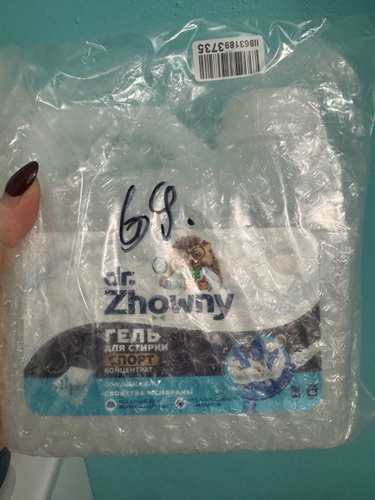 II8631893735
69.
dr.
Zhowny
ГЕЛЬ
ДЛЯ СТИРКИ
СПОРТ
КОНЦЕНТРАТ
СВОЙСТВА МЕМБРАНЫ